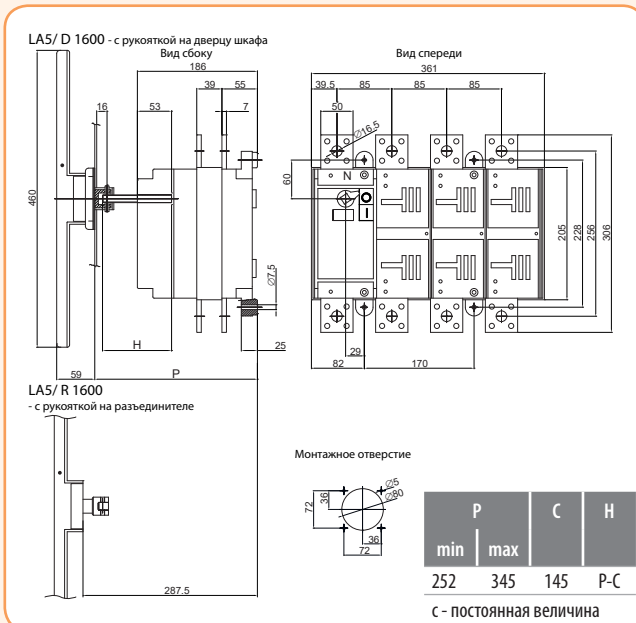 LA5/ D 1600 - с рукояткой на дверцу шкафа
Вид сбоку
Вид спереди
186
361
39
55
39.5
85
85
85
16
53
7
50
Ø16.5
60
N
O
I
460
205
228
256
306
Ø7.5
H
25
29
59
P
82
170
LA5/ R 1600
- с рукояткой на разъединителе
Монтажное отверстие
Ø5
Ø80
36
72
36
72
287.5
P C H
min max
252 345 145 P-C
с - постоянная величина